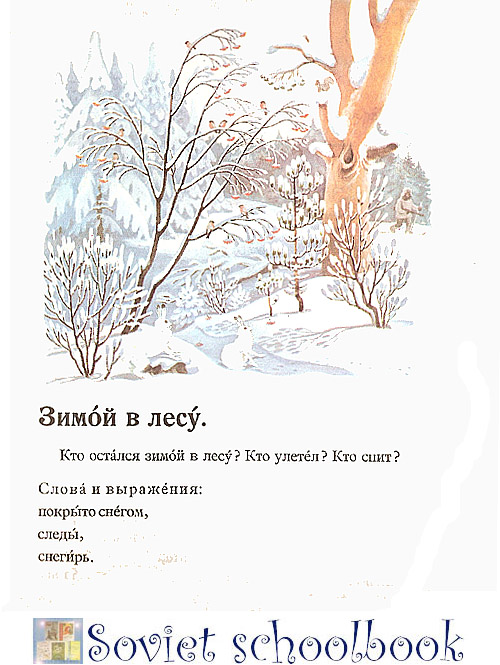 Зимо́й в лесу́.
Кто оста́лся зимо́й в лесу́? Кто улете́л? Кто спит?
Слова́ и выраже́ния:
покры́то сне́гом,
следы́,
снеги́рь.
Soviet schoolbook